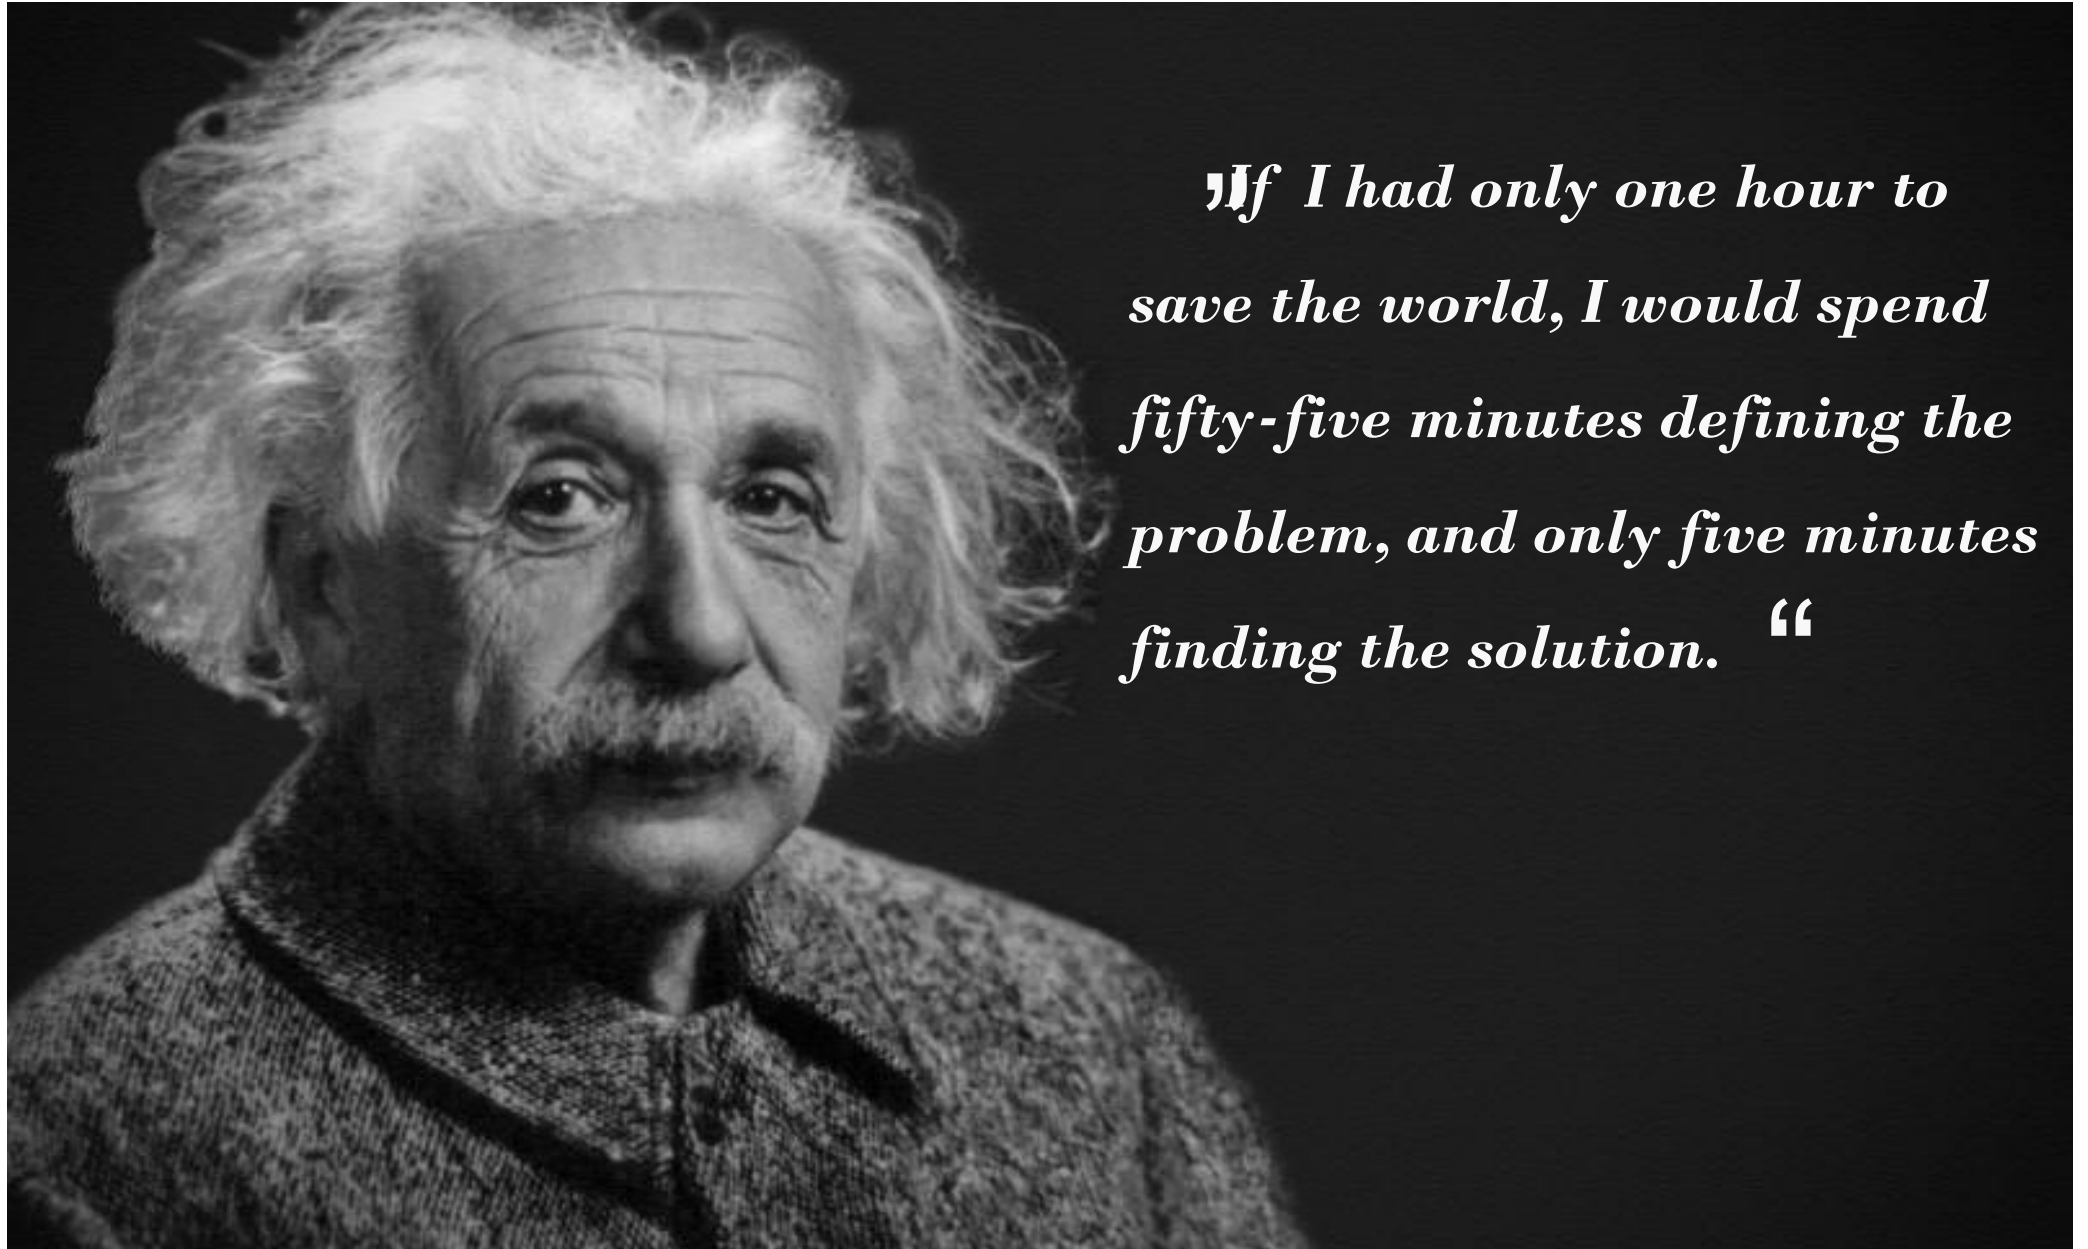 ”If I had only one hour to
save the world, I would spend
fifty-five minutes defining the
problem, and only five minutes
finding the solution. “